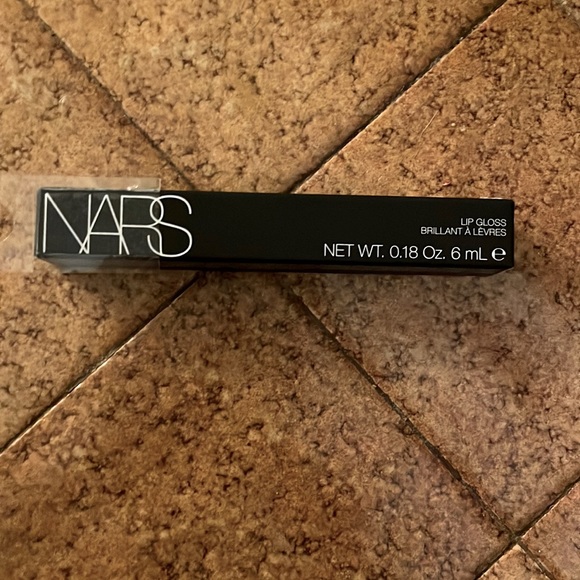 NARS
LIP GLOSS
BRILLANT À LÈVRES
NET WT. 0.18 Oz. 6 mL ℮